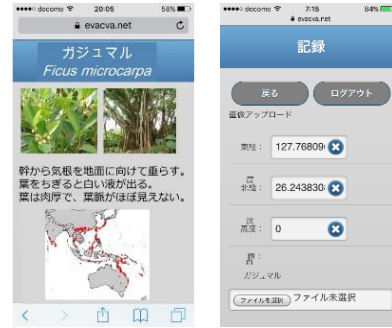 docomo 20:05 58%
evacva.net
ガジュマル
Ficus microcarpa
幹から気根を地面に向けて垂らす。
葉をちぎると白い液が出る。
葉は肉厚で、葉脈がほぼ見えない。
docomo 7:15 84%
evacva.net
記録
戻る ログアウト
画像アップロード
東経: 127.76809
度
北緯: 26.243830
度
高度: 0
ガジュマル
ファイルを選択 ファイル未選択